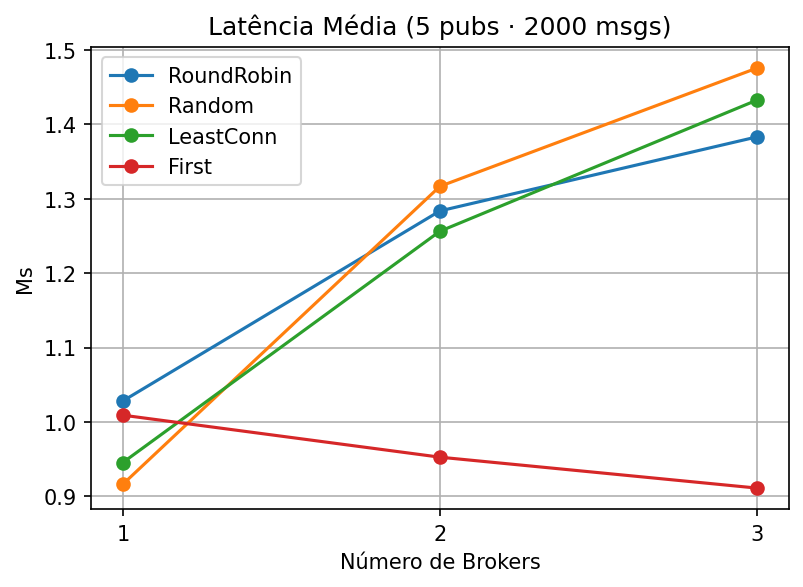 Latência Média (5 pubs · 2000 msgs)
RoundRobin
Random
LeastConn
First
Ms
1.5
1.4
1.3
1.2
1.1
1.0
0.9
1
2
3
Número de Brokers